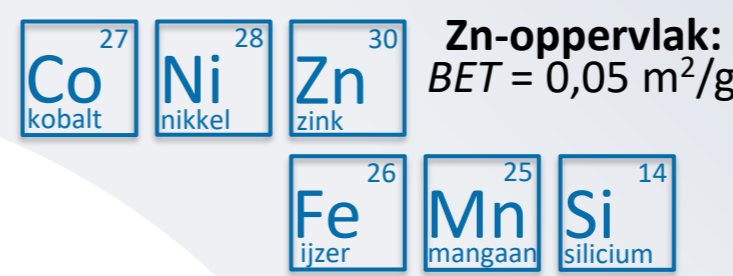 27 28 30 Zn-oppervlak:
Co Ni Zn BET = 0,05 m²/g
kobalt nikkel zink
26 25 14
Fe Mn Si
ijzer mangaan silicium